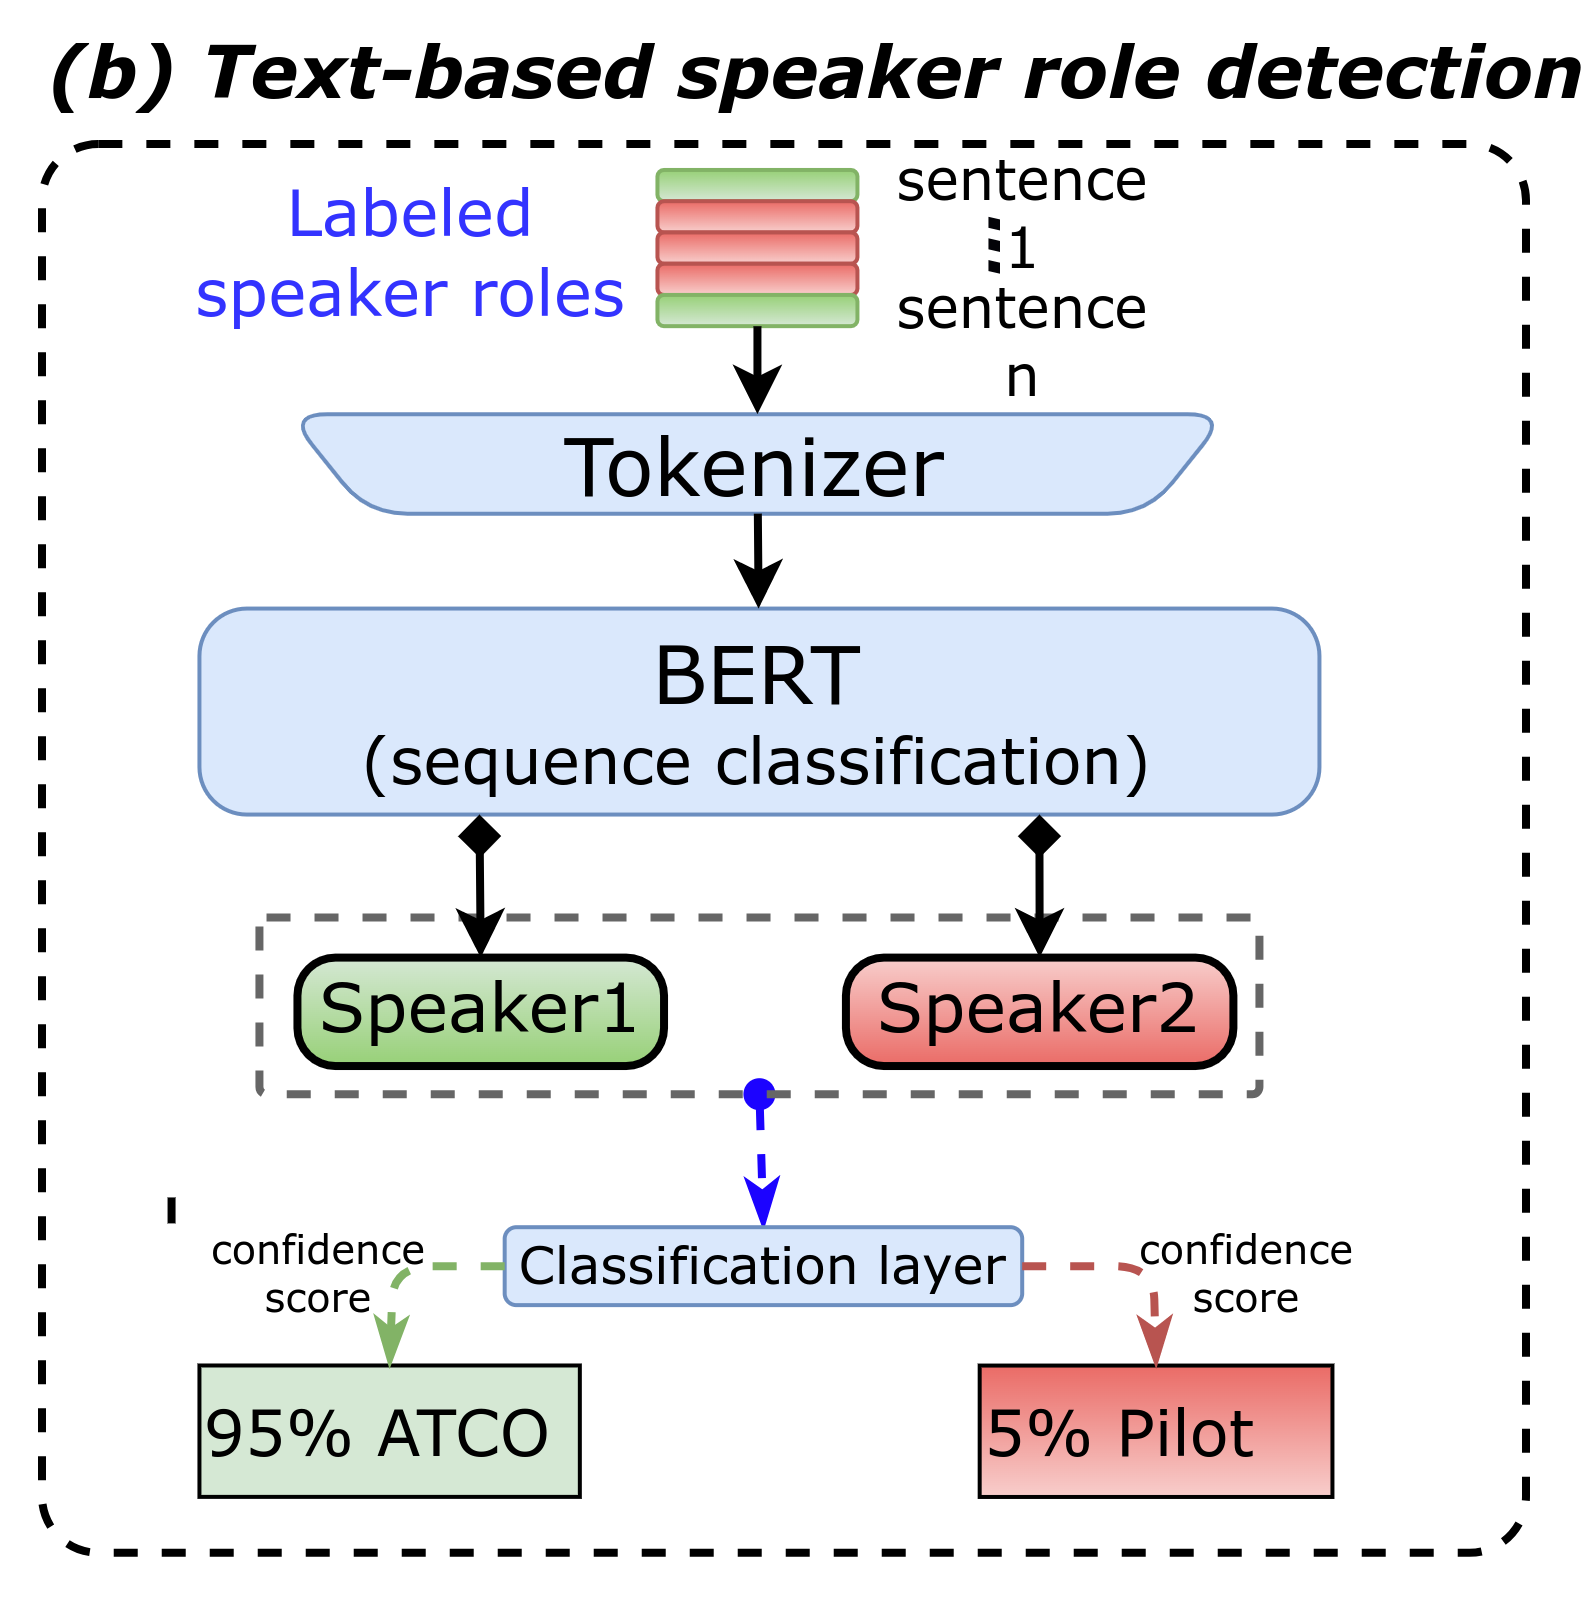 (b) Text-based speaker role detection
Labeled
speaker roles
sentence
1
sentence
n
Tokenizer
BERT
(sequence classification)
Speaker1
Speaker2
Classification layer
confidence
score
confidence
score
95% ATCO
5% Pilot